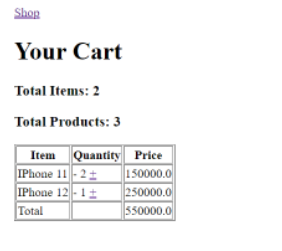 Shop
Your Cart
Total Items: 2
Total Products: 3
Item Quantity Price
IPhone 11 - 2 + 150000.0
IPhone 12 - 1 + 250000.0
Total 550000.0